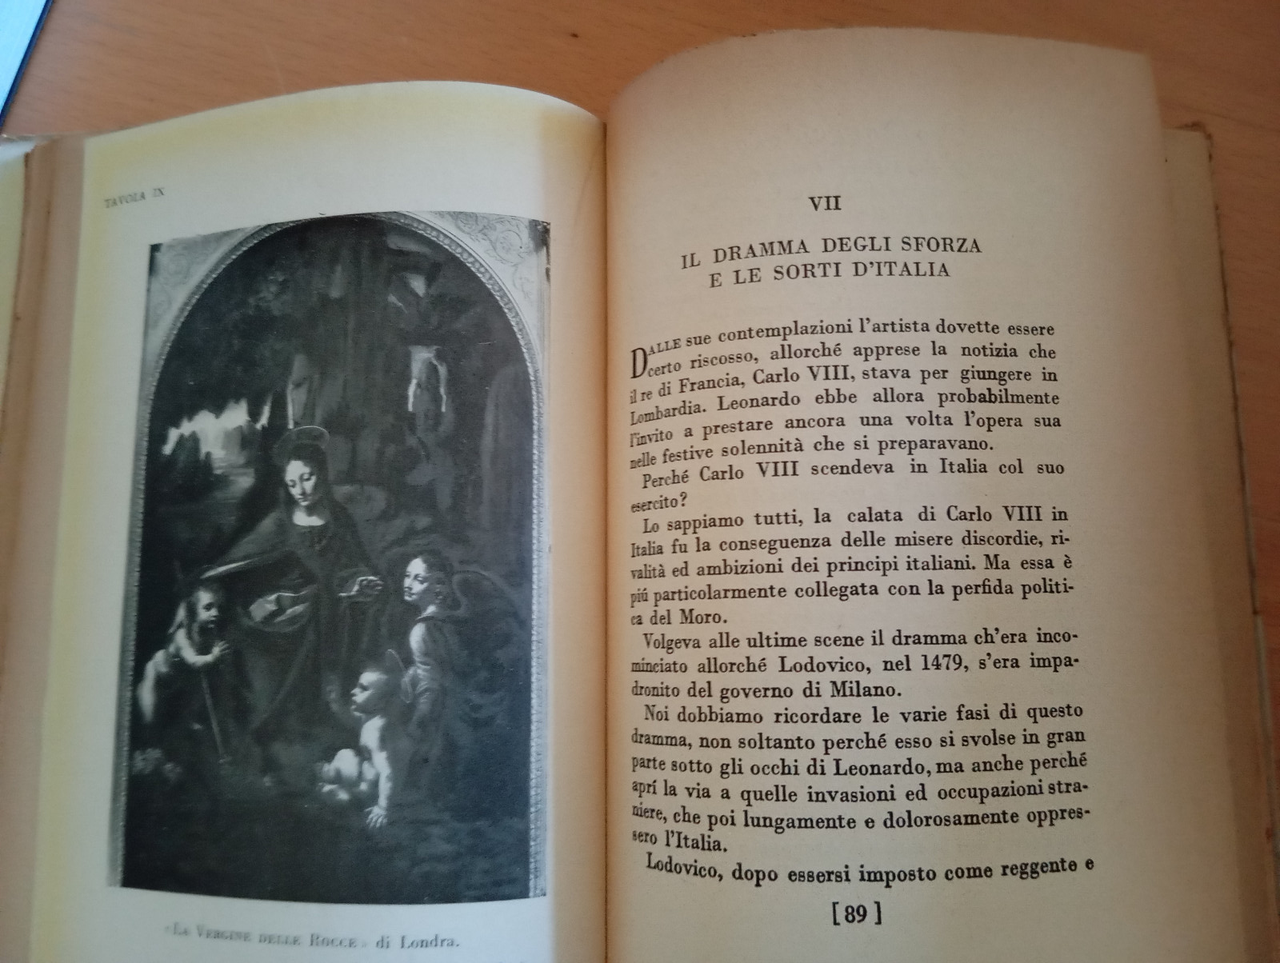 TAVOLA IX
«La Vergine delle Rocce» di Londra.
VII
IL DRAMMA DEGLI SFORZA
E LE SORTI D'ITALIA
DALLE sue contemplazioni l'artista dovette essere
certo riscosso, allorché apprese la notizia che
il re di Francia, Carlo VIII, stava per giungere in
Lombardia. Leonardo ebbe allora probabilmente
l'invito a prestare ancora una volta l'opera sua
nelle festive solennità che si preparavano.
Perché Carlo VIII scendeva in Italia col suo
esercito?
Lo sappiamo tutti, la calata di Carlo VIII in
Italia fu la conseguenza delle misere discordie, ri-
valità ed ambizioni dei principi italiani. Ma essa è
piú particolarmente collegata con la perfida politi-
ca del Moro.
Volgeva alle ultime scene il dramma ch'era inco-
minciato allorché Lodovico, nel 1479, s'era impa-
dronito del governo di Milano.
Noi dobbiamo ricordare le varie fasi di questo
dramma, non soltanto perché esso si svolse in gran
parte sotto gli occhi di Leonardo, ma anche perché
aprí la via a quelle invasioni ed occupazioni stra-
niere, che poi lungamente e dolorosamente oppres-
sero l'Italia.
Lodovico, dopo essersi imposto come reggente e
[89]